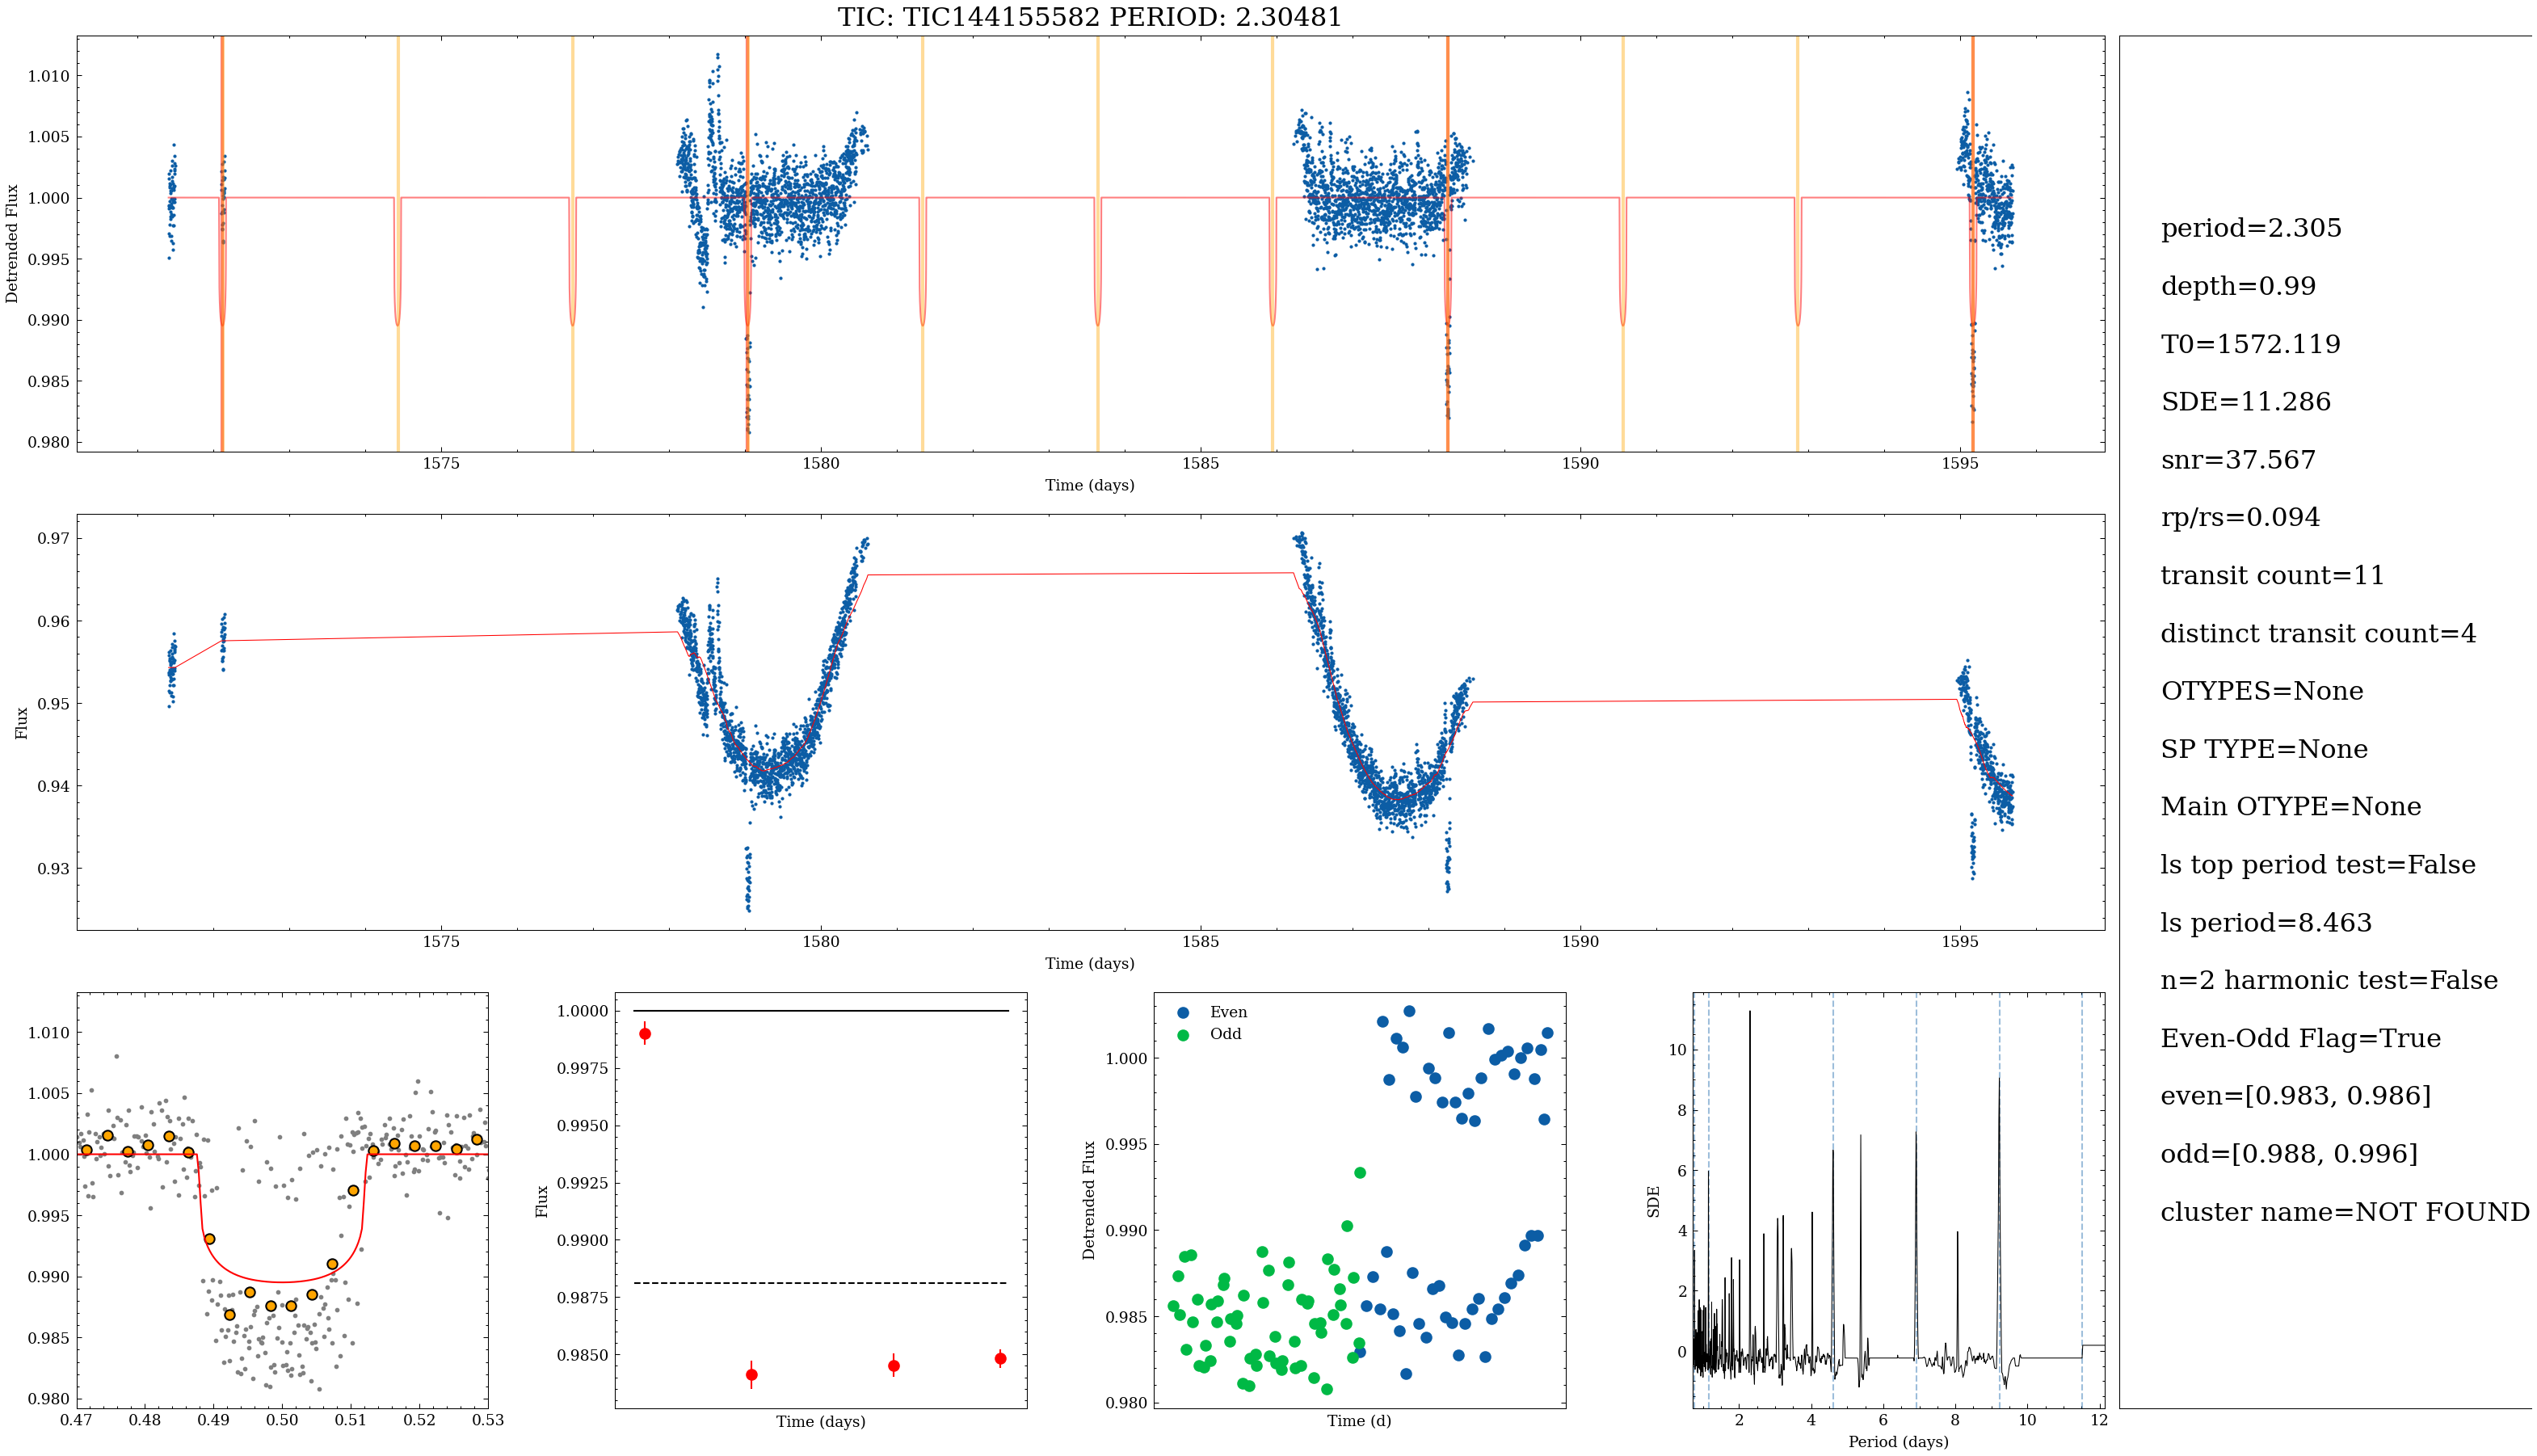 TIC: TIC144155582 PERIOD: 2.30481
Detrended Flux
1.010
1.005
1.000
0.995
0.990
0.985
0.980
1575 1580 1585 1590 1595
Time (days)
Flux
0.97
0.96
0.95
0.94
0.93
1575 1580 1585 1590 1595
Time (days)
1.010
1.005
1.000
0.995
0.990
0.985
0.980
0.47 0.48 0.49 0.50 0.51 0.52 0.53
Flux
1.0000
0.9975
0.9950
0.9925
0.9900
0.9875
0.9850
Time (days)
Detrended Flux
Even
Odd
1.000
0.995
0.990
0.985
0.980
Time (d)
SDE
10
8
6
4
2
0
2 4 6 8 10 12
Period (days)
period=2.305
depth=0.99
T0=1572.119
SDE=11.286
snr=37.567
rp/rs=0.094
transit count=11
distinct transit count=4
OTYPES=None
SP TYPE=None
Main OTYPE=None
ls top period test=False
ls period=8.463
n=2 harmonic test=False
Even-Odd Flag=True
even=[0.983, 0.986]
odd=[0.988, 0.996]
cluster name=NOT FOUND